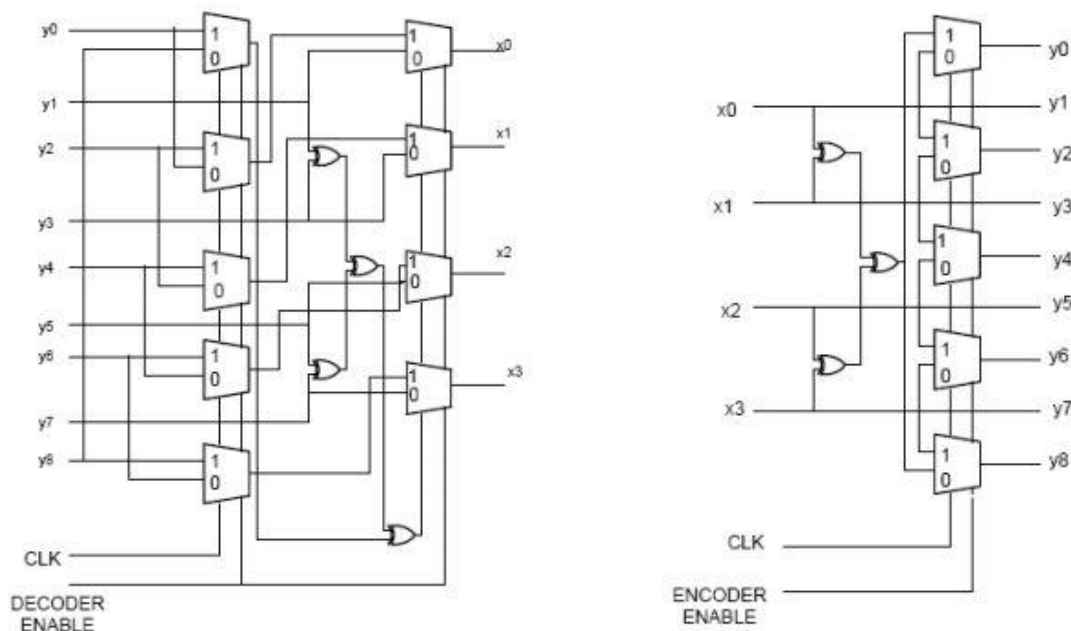 y0
y1
y2
y3
y4
y5
y6
y7
y8
CLK
DECODER
ENABLE
1
0
1
0
1
0
1
0
1
0
1
0
1
0
1
0
1
0
x0
x1
x2
x3
x0
x1
x2
x3
CLK
ENCODER
ENABLE
1
0
1
0
1
0
1
0
1
0
y0
y1
y2
y3
y4
y5
y6
y7
y8